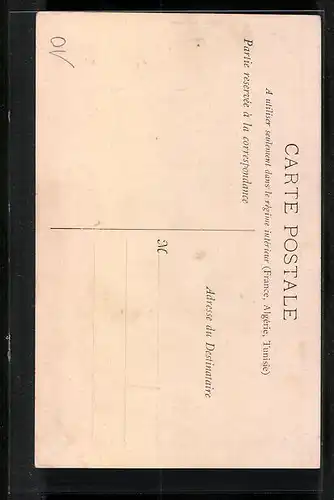 CARTE POSTALE
A utiliser seulement dans le régime intérieur (France, Algérie, Tunisie)
Partie réservée à la correspondance
Adresse du Destinataire
M